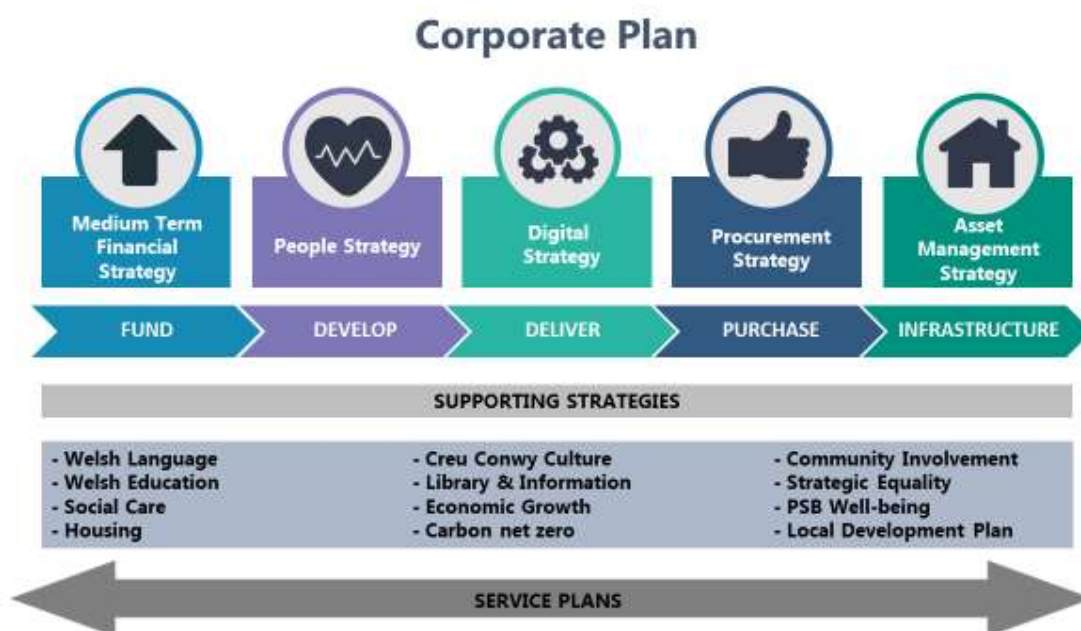 Corporate Plan
Medium Term
Financial
Strategy
People Strategy
Digital
Strategy
Procurement
Strategy
Asset
Management
Strategy
FUND
DEVELOP
DELIVER
PURCHASE
INFRASTRUCTURE
SUPPORTING STRATEGIES
- Welsh Language
- Welsh Education
- Social Care
- Housing
- Creu Conwy Culture
- Library & Information
- Economic Growth
- Carbon net zero
- Community Involvement
- Strategic Equality
- PSB Well-being
- Local Development Plan
SERVICE PLANS